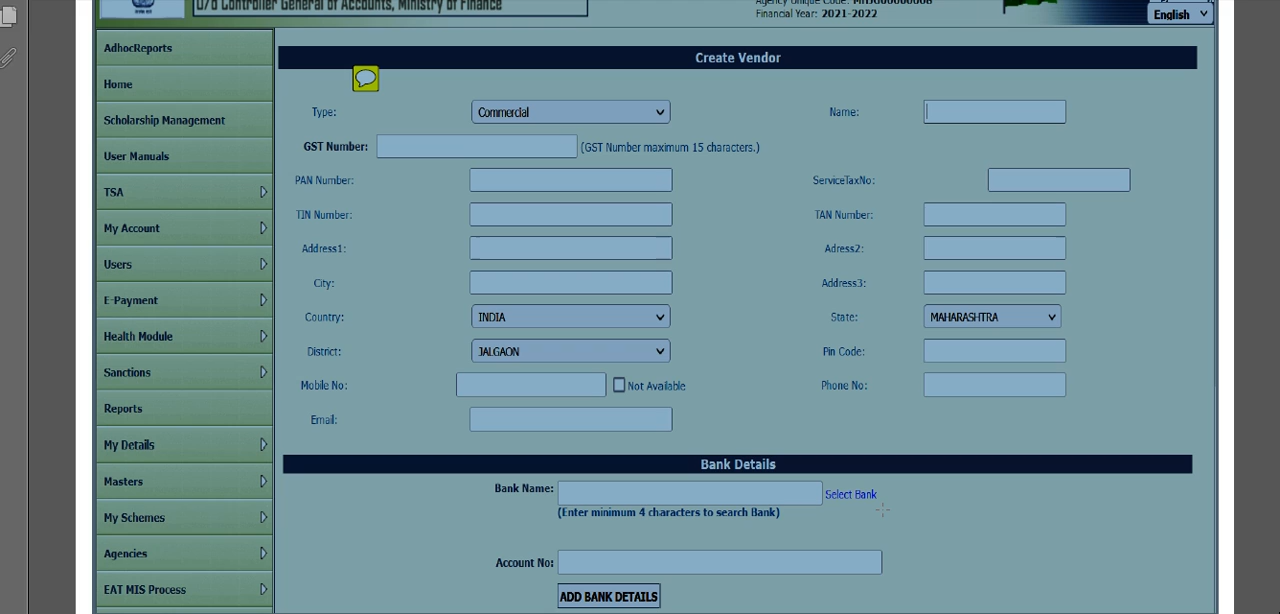 O/o Controller General of Accounts, Ministry of Finance
Financial Year: 2021-2022
English
AdhocReports
Home
Scholarship Management
User Manuals
TSA
My Account
Users
E-Payment
Health Module
Sanctions
Reports
My Details
Masters
My Schemes
Agencies
EAT MIS Process
Create Vendor
Type: Commercial Name:
GST Number: (GST Number maximum 15 characters.)
PAN Number: ServiceTaxNo:
TIN Number: TAN Number:
Address1: Adress2:
City: Address3:
Country: INDIA State: MAHARASHTRA
District: JALGAON Pin Code:
Mobile No: Not Available Phone No:
Email:
Bank Details
Bank Name: Select Bank
(Enter minimum 4 characters to search Bank)
Account No:
ADD BANK DETAILS